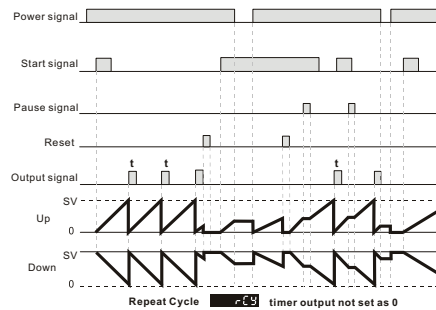 Power signal
Start signal
Pause signal
Reset
t t t
Output signal
SV
Up
0
SV
Down
0
Repeat Cycle rCY timer output not set as 0